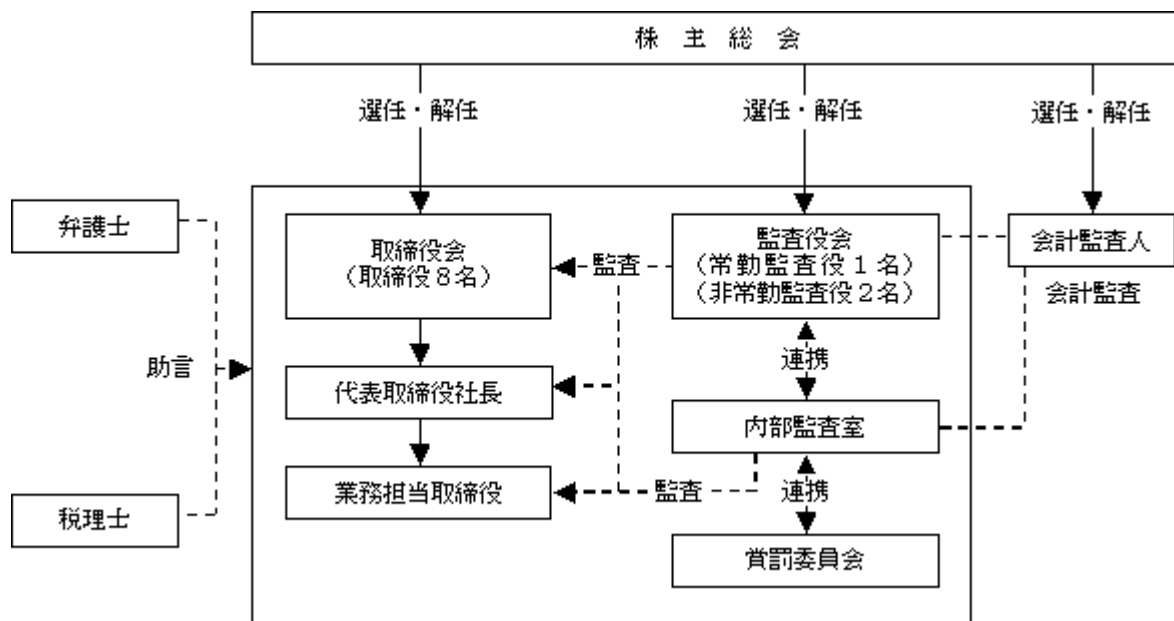 株 主 総 会
選任・解任
選任・解任
選任・解任
弁護士
取締役会
（取締役８名）
監査
監査役会
（常勤監査役１名）
（非常勤監査役２名）
会計監査人
会計監査
助言
連携
代表取締役社長
内部監査室
業務担当取締役
監査
連携
税理士
賞罰委員会